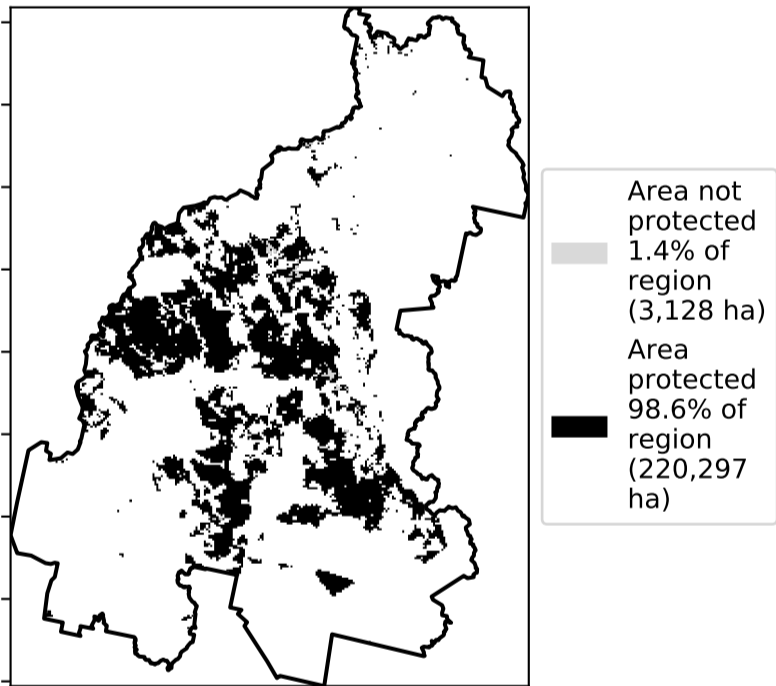 Area not
protected
1.4% of
region
(3,128 ha)
Area
protected
98.6% of
region
(220,297
ha)